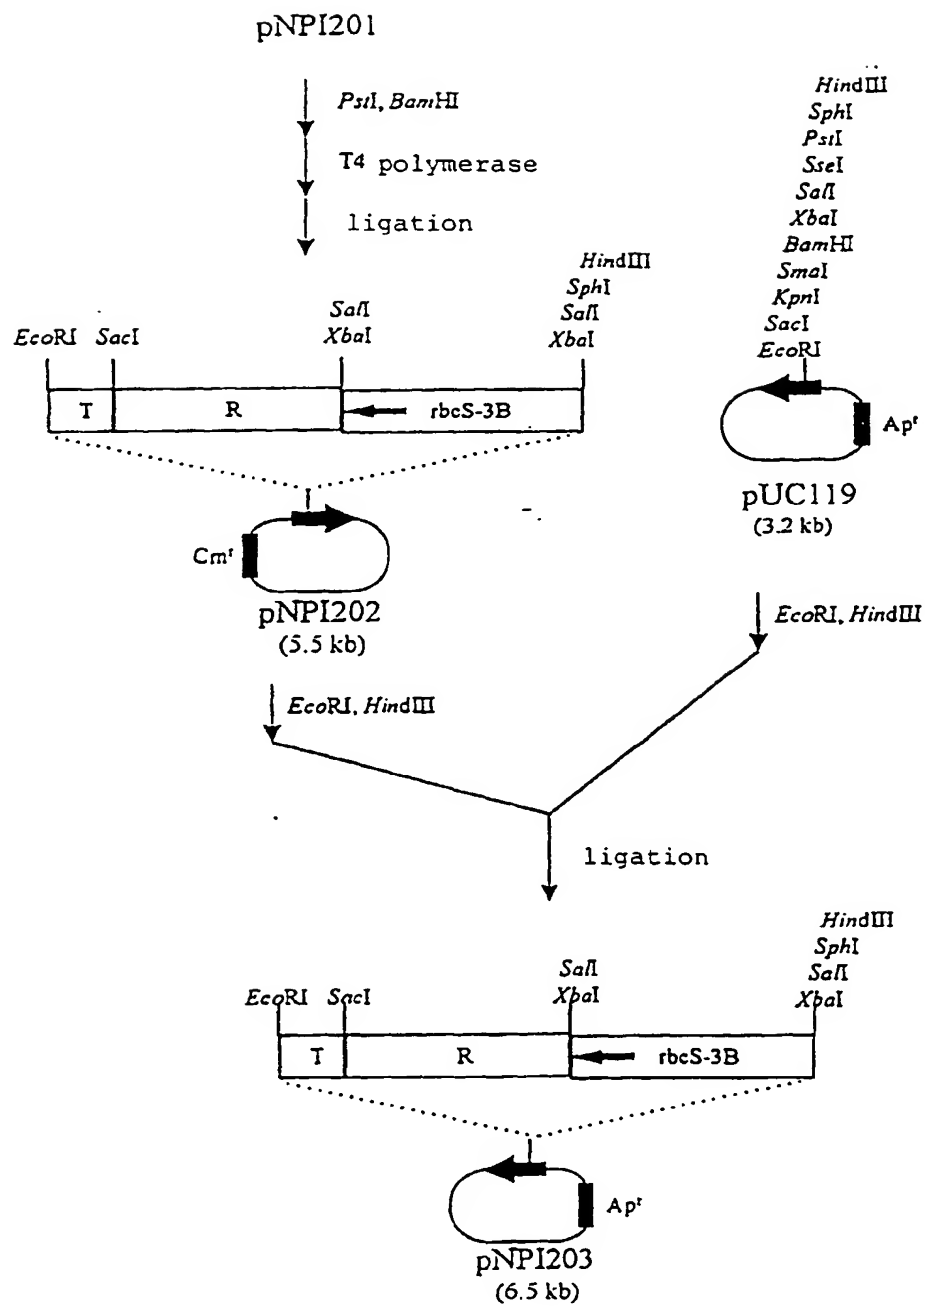 pNPI201
PstI, BamHI
T4 polymerase
ligation
HindIII
SphI
PstI
SseI
SalI
XbaI
BamHI
SmaI
KpnI
SacI
EcoRI
HindIII
SphI
SalI
XbaI
SalI
XbaI
EcoRI SacI
T R rbcS-3B
Apʳ
pUC119
(3.2 kb)
Cmʳ
pNPI202
(5.5 kb)
EcoRI, HindIII
EcoRI, HindIII
ligation
HindIII
SphI
SalI
XbaI
SalI
XbaI
EcoRI SacI
T R rbcS-3B
Apʳ
pNPI203
(6.5 kb)